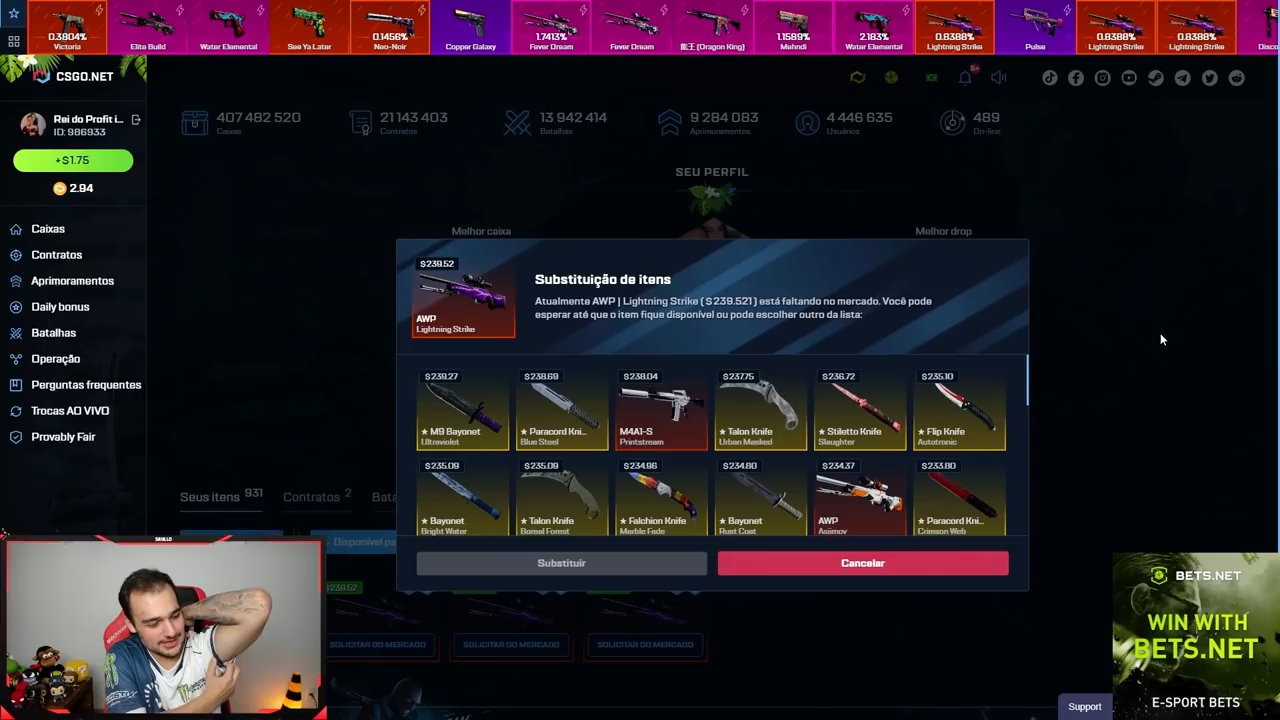 0.3804%
Victoria
Elite Build
Water Elemental
See Ya Later
0.1456%
Neo-Noir
Copper Galaxy
1.7413%
Fever Dream
Fever Dream
龍王 (Dragon King)
1.1589%
Mehndi
2.183%
Water Elemental
0.8388%
Lightning Strike
Pulse
0.8388%
Lightning Strike
0.8388%
Lightning Strike
Disco
CSGO.NET
Rei do Profit i...
ID: 986933
+$1.75
2.94
Caixas
Contratos
Aprimoramentos
Daily bonus
Batalhas
Operação
Perguntas frequentes
Trocas AO VIVO
Provably Fair
407 482 520
Caixas
21 143 403
Contratos
13 942 414
Batalhas
9 284 083
Aprimoramentos
4 446 635
Usuários
489
On-line
SEU PERFIL
Melhor caixa
Melhor drop
$239.52
AWP
Lightning Strike
Substituição de itens
Atualmente AWP | Lightning Strike ( $239.521 ) está faltando no mercado. Você pode
esperar até que o item fique disponível ou pode escolher outro da lista:
$239.27
★ M9 Bayonet
Ultraviolet
$238.69
★ Paracord Kni...
Blue Steel
$238.04
M4A1-S
Printstream
$237.75
★ Talon Knife
Urban Masked
$236.72
★ Stiletto Knife
Slaughter
$235.10
★ Flip Knife
Autotronic
$235.09
★ Bayonet
Bright Water
$235.09
★ Talon Knife
Boreal Forest
$234.96
★ Falchion Knife
Marble Fade
$234.80
★ Bayonet
Rust Coat
$234.37
AWP
Asiimov
$233.80
★ Paracord Kni...
Crimson Web
Substituir
Cancelar
Seus itens 931
Contratos 2
Bata
Disponível pa
$239.52
SOLICITAR DO MERCADO
SOLICITAR DO MERCADO
SOLICITAR DO MERCADO
SAULLO
BETS.NET
WIN WITH
BETS.NET
E-SPORT BETS
Support